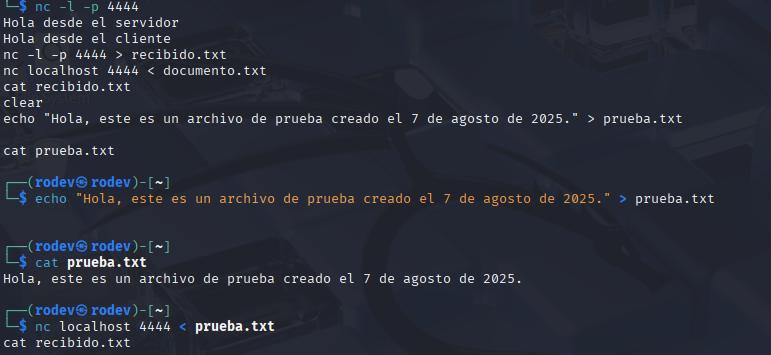 └─$ nc -l -p 4444
Hola desde el servidor
Hola desde el cliente
nc -l -p 4444 > recibido.txt
nc localhost 4444 < documento.txt
cat recibido.txt
clear
echo "Hola, este es un archivo de prueba creado el 7 de agosto de 2025." > prueba.txt
cat prueba.txt
┌──(rodev㉿rodev)-[~]
└─$ echo "Hola, este es un archivo de prueba creado el 7 de agosto de 2025." > prueba.txt
┌──(rodev㉿rodev)-[~]
└─$ cat prueba.txt
Hola, este es un archivo de prueba creado el 7 de agosto de 2025.
┌──(rodev㉿rodev)-[~]
└─$ nc localhost 4444 < prueba.txt
cat recibido.txt